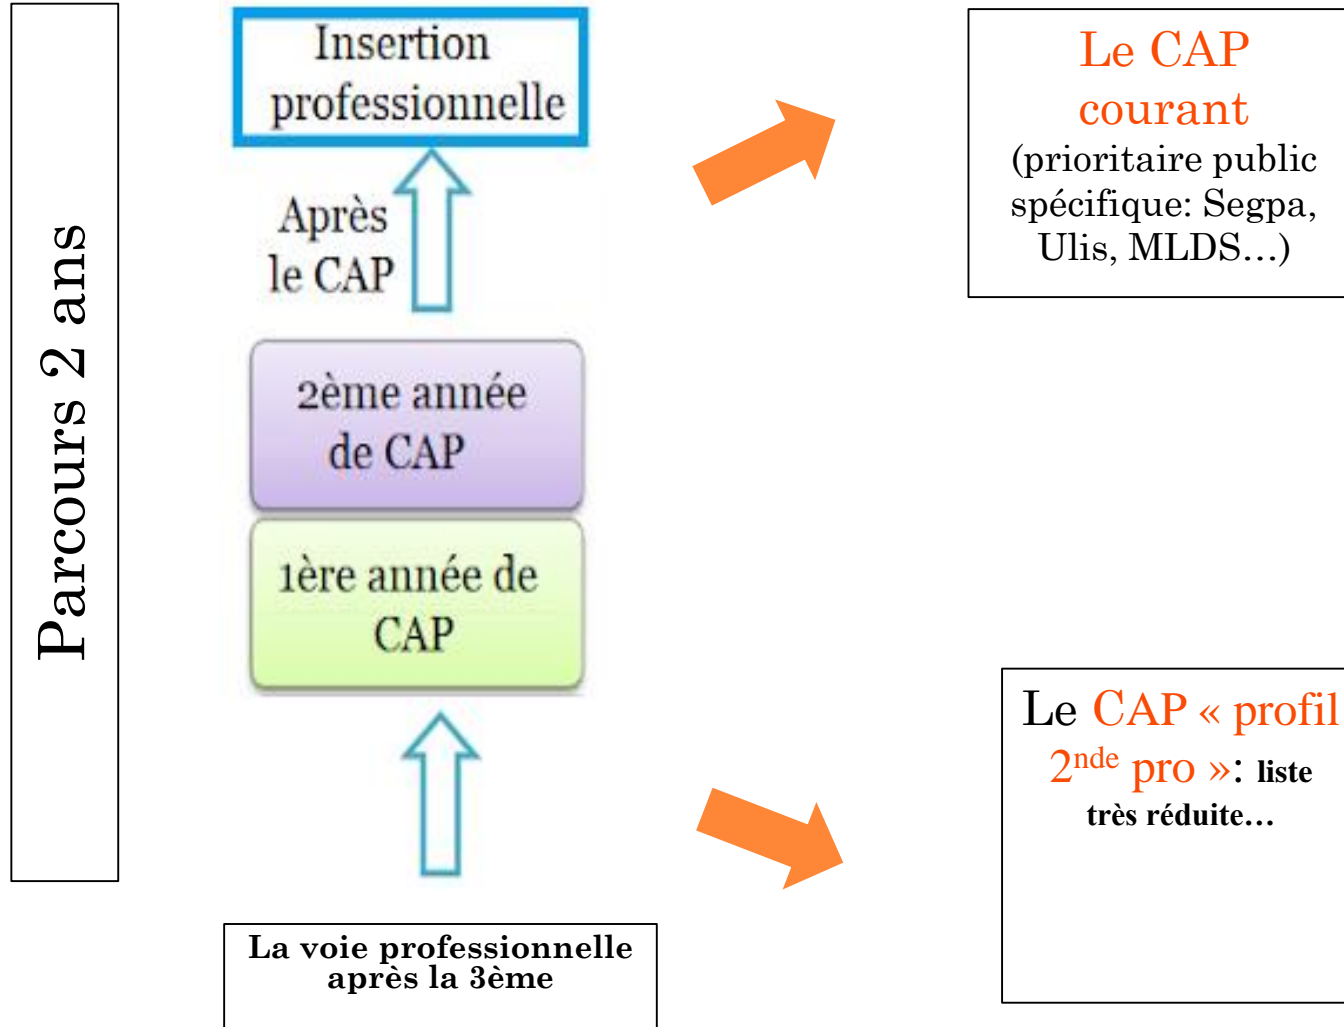 Parcours 2 ans
Insertion
professionnelle
Après
le CAP
2ème année
de CAP
1ère année de
CAP
La voie professionnelle
après la 3ème
Le CAP
courant
(prioritaire public
spécifique: Segpa,
Ulis, MLDS…)
Le CAP « profil
2nde pro »: liste
très réduite…